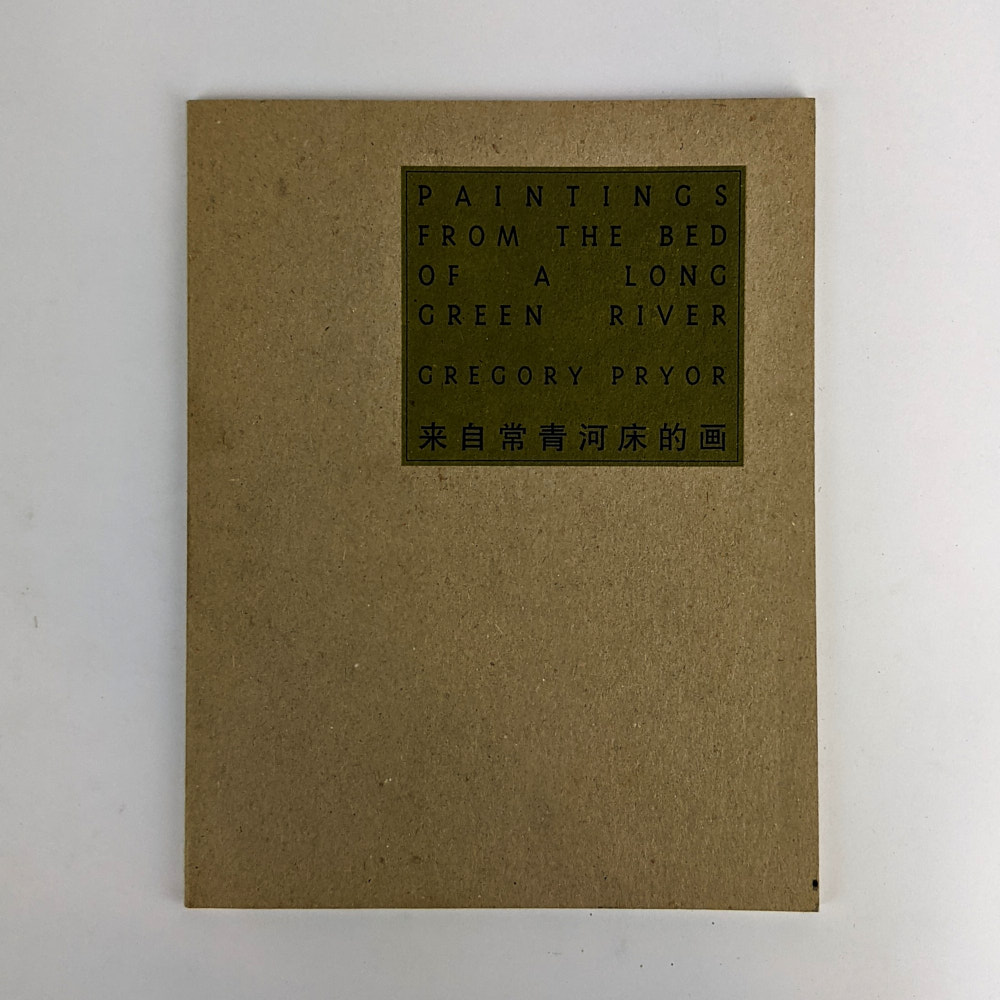 PAINTINGS
FROM THE BED
OF A LONG
GREEN RIVER
GREGORY PRYOR
来自常青河床的画